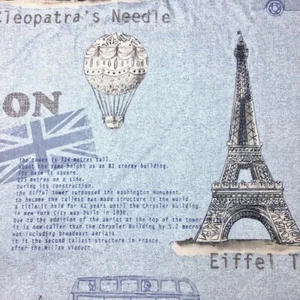 Cleopatra's Needle
ON
the tower is 324 metres tall,
about the same height as an 81 storey building.
its base is square,
125 metres on a side.
During its construction,
the Eiffel tower surpassed the Washington Monument
to become the tallest man made structure in the world.
a title it held for 41 years until the Chrysler Building
in New York City was built in 1930.
Due to the addition of the aerial at the top of the tower
it is now taller than the Chrysler Building by 5.2 metres
not including broadcast aerials
it is the second tallest structure in France,
after the Millau viaduct
Eiffel T